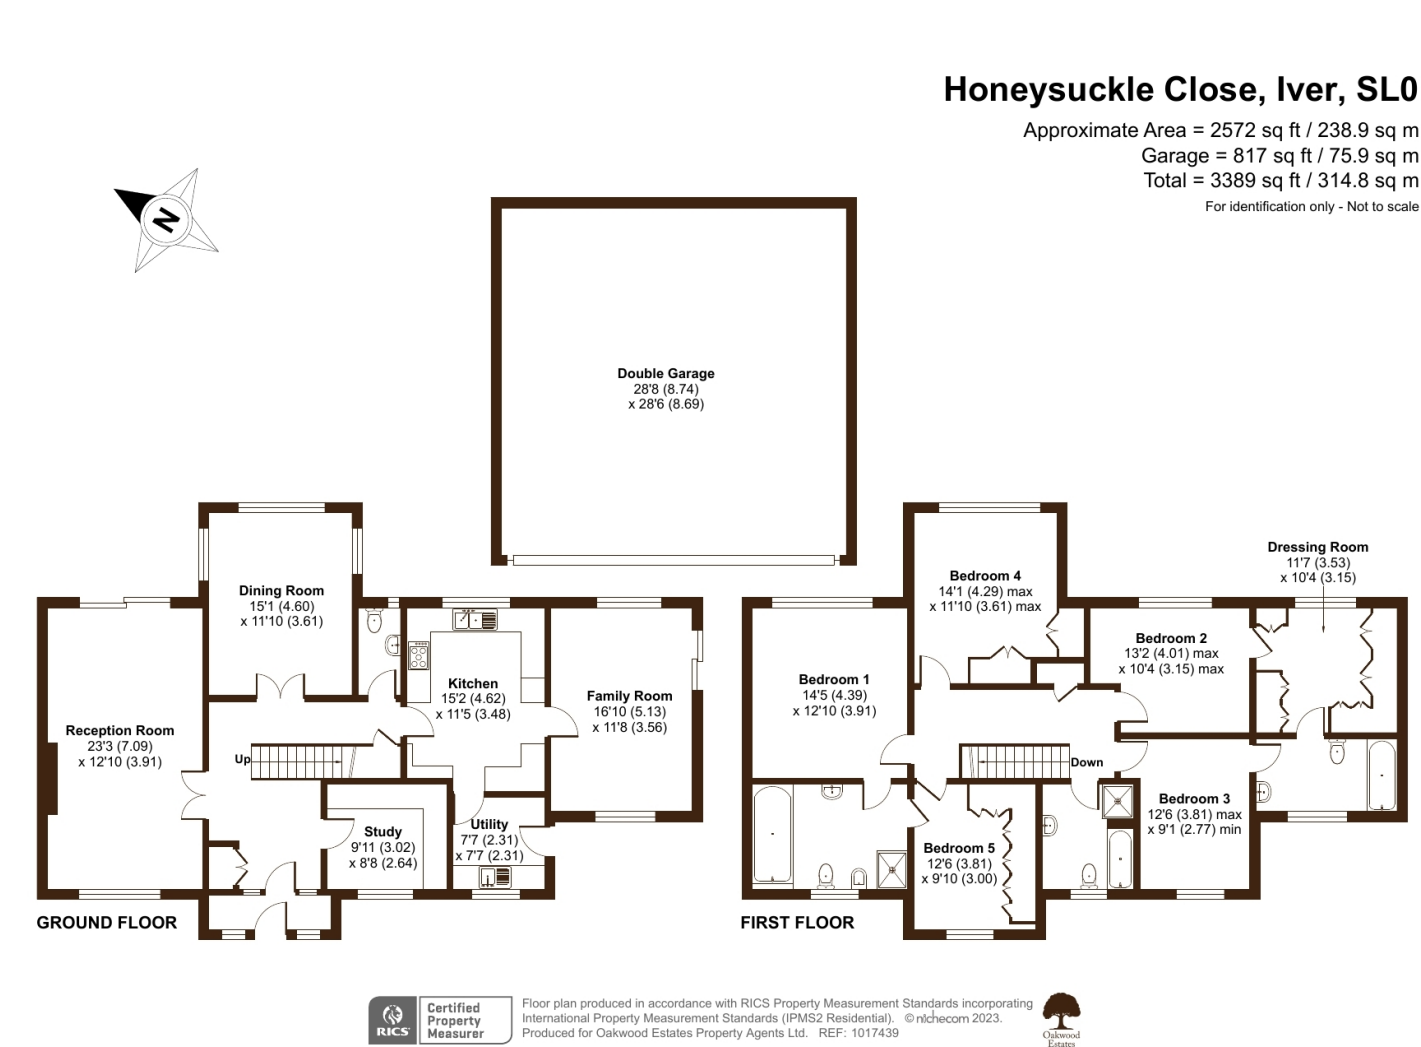 Honeysuckle Close, Iver, SL0
Approximate Area = 2572 sq ft / 238.9 sq m
Garage = 817 sq ft / 75.9 sq m
Total = 3389 sq ft / 314.8 sq m
For identification only - Not to scale
N
Double Garage
28'8 (8.74)
x 28'6 (8.69)
Dining Room
15'1 (4.60)
x 11'10 (3.61)
Reception Room
23'3 (7.09)
x 12'10 (3.91)
Kitchen
15'2 (4.62)
x 11'5 (3.48)
Family Room
16'10 (5.13)
x 11'8 (3.56)
Up
Study
9'11 (3.02)
x 8'8 (2.64)
Utility
7'7 (2.31)
x 7'7 (2.31)
GROUND FLOOR
Bedroom 4
14'1 (4.29) max
x 11'10 (3.61) max
Dressing Room
11'7 (3.53)
x 10'4 (3.15)
Bedroom 2
13'2 (4.01) max
x 10'4 (3.15) max
Bedroom 1
14'5 (4.39)
x 12'10 (3.91)
Down
Bedroom 3
12'6 (3.81) max
x 9'1 (2.77) min
Bedroom 5
12'6 (3.81)
x 9'10 (3.00)
FIRST FLOOR
RICS
Certified
Property
Measurer
Floor plan produced in accordance with RICS Property Measurement Standards incorporating
International Property Measurement Standards (IPMS2 Residential). © nichecom 2023.
Produced for Oakwood Estates Property Agents Ltd. REF: 1017439
Oakwood
Estates